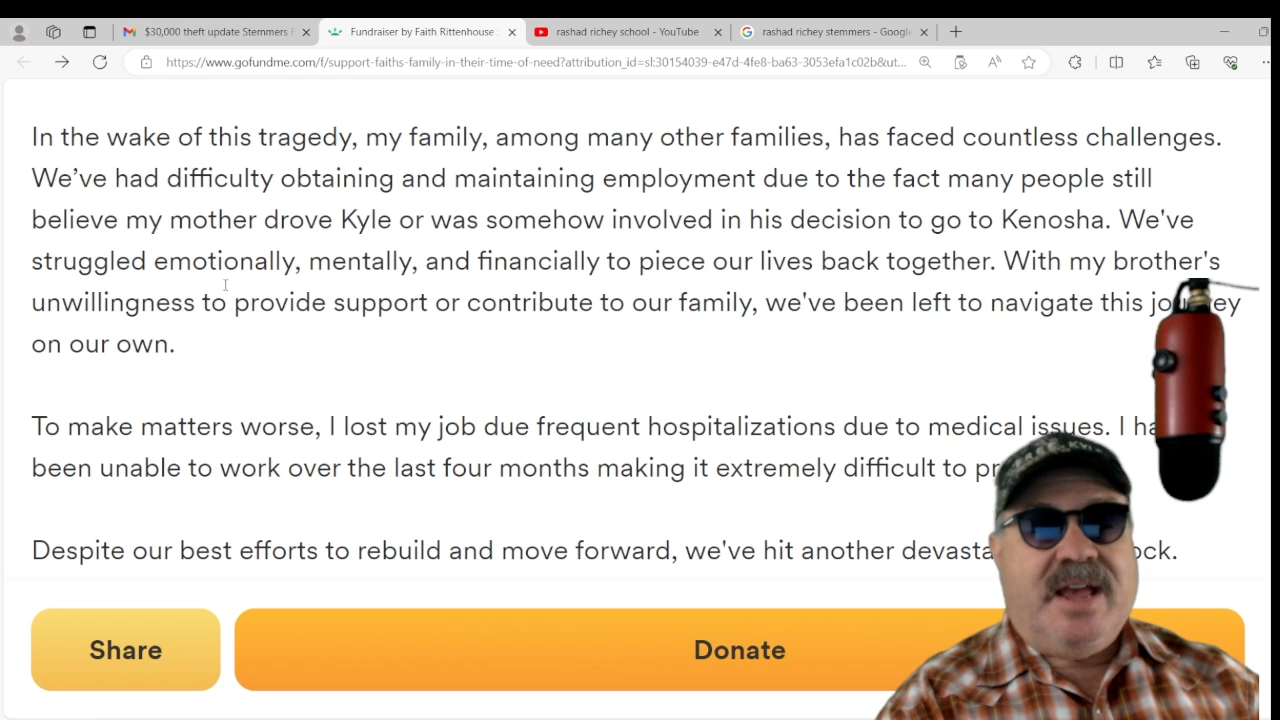 $30,000 theft update Stemmers
Fundraiser by Faith Rittenhouse
rashad richey school - YouTube
rashad richey stemmers - Google
https://www.gofundme.com/f/support-faiths-family-in-their-time-of-need?attribution_id=sl:30154039-e47d-4fe8-ba63-3053efa1c02b&ut...
In the wake of this tragedy, my family, among many other families, has faced countless challenges.
We’ve had difficulty obtaining and maintaining employment due to the fact many people still
believe my mother drove Kyle or was somehow involved in his decision to go to Kenosha. We've
struggled emotionally, mentally, and financially to piece our lives back together. With my brother's
unwillingness to provide support or contribute to our family, we've been left to navigate this
on our own.
To make matters worse, I lost my job due frequent hospitalizations due to medical issues. I
been unable to work over the last four months making it extremely difficult to
Despite our best efforts to rebuild and move forward, we've hit another
Share
Donate